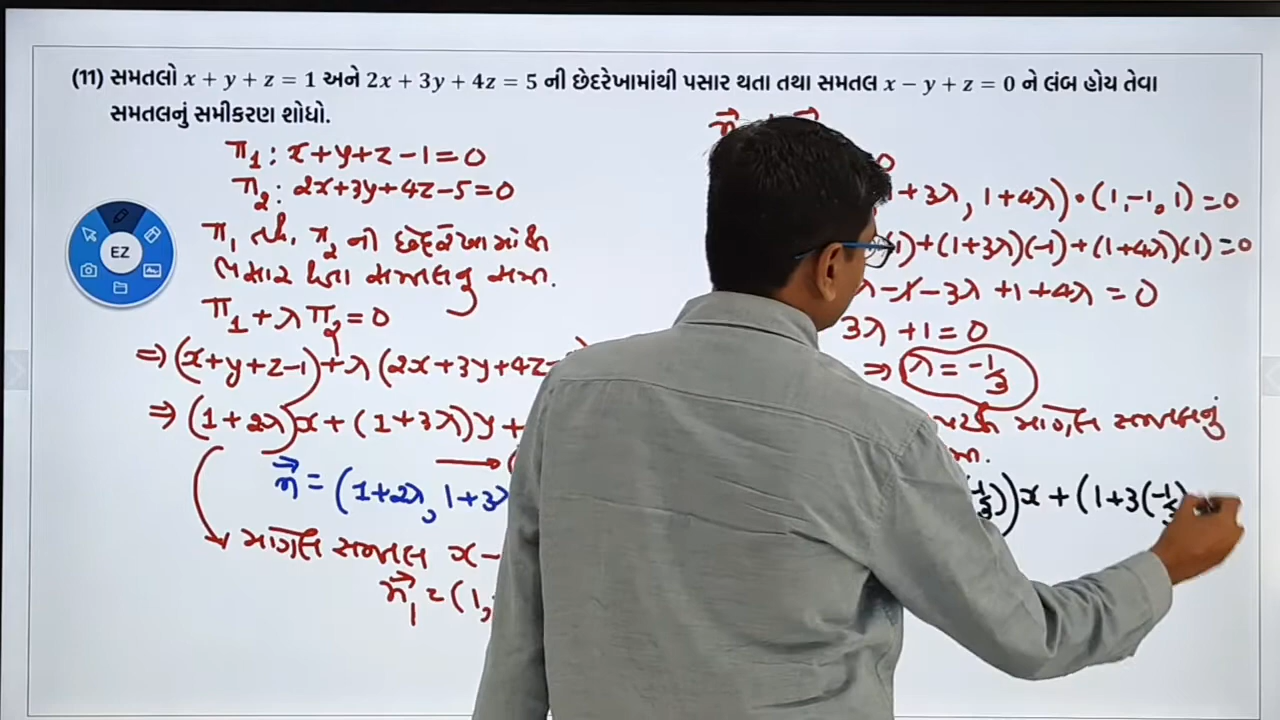 (11) સમતલો x + y + z = 1 અને 2x + 3y + 4z = 5 ની છેદરેખામાંથી પસાર થતા તથા સમતલ x − y + z = 0 ને લંબ હોય તેવા
સમતલનું સમીકરણ શોધો.
π₁ : x+y+z−1=0
π₂ : 2x+3y+4z−5=0
π₁ π₂ ની છેદરેખામાંથી
પસાર થતા સમતલનું સમી.
π₁ + λπ₂ = 0
⇒ (x+y+z−1)+λ(2x+3y+4z
⇒ (1+2λ)x + (1+3λ)y +
n⃗ = (1+2λ, 1+3λ
સમતલ x−
n⃗₁ = (1,
EZ
+3λ, 1+4λ)·(1,−1,1)=0
1)+(1+3λ)(−1)+(1+4λ)(1)=0
−1−3λ +1+4λ = 0
3λ +1=0
⇒ λ = −1/3
સમતલનું
(−1/3))x + (1+3(−1/3)